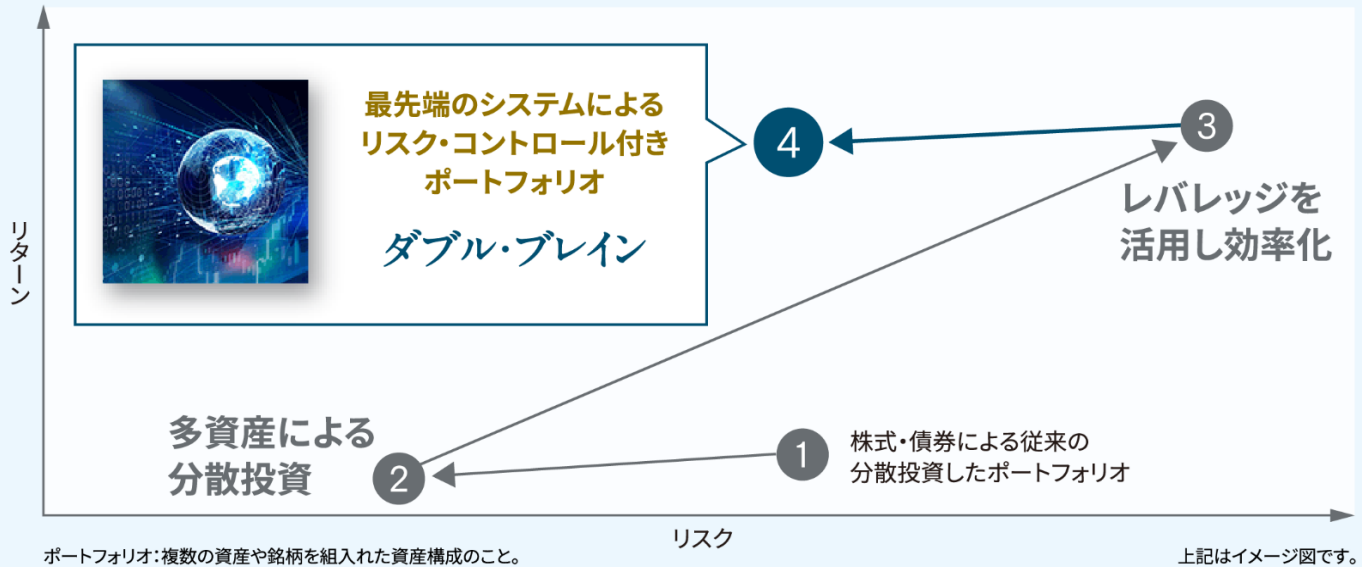 リターン
最先端のシステムによる
リスク・コントロール付き
ポートフォリオ
ダブル・ブレイン
4
3
レバレッジを
活用し効率化
多資産による
分散投資
2
1
株式・債券による従来の
分散投資したポートフォリオ
リスク
ポートフォリオ：複数の資産や銘柄を組入れた資産構成のこと。
上記はイメージ図です。